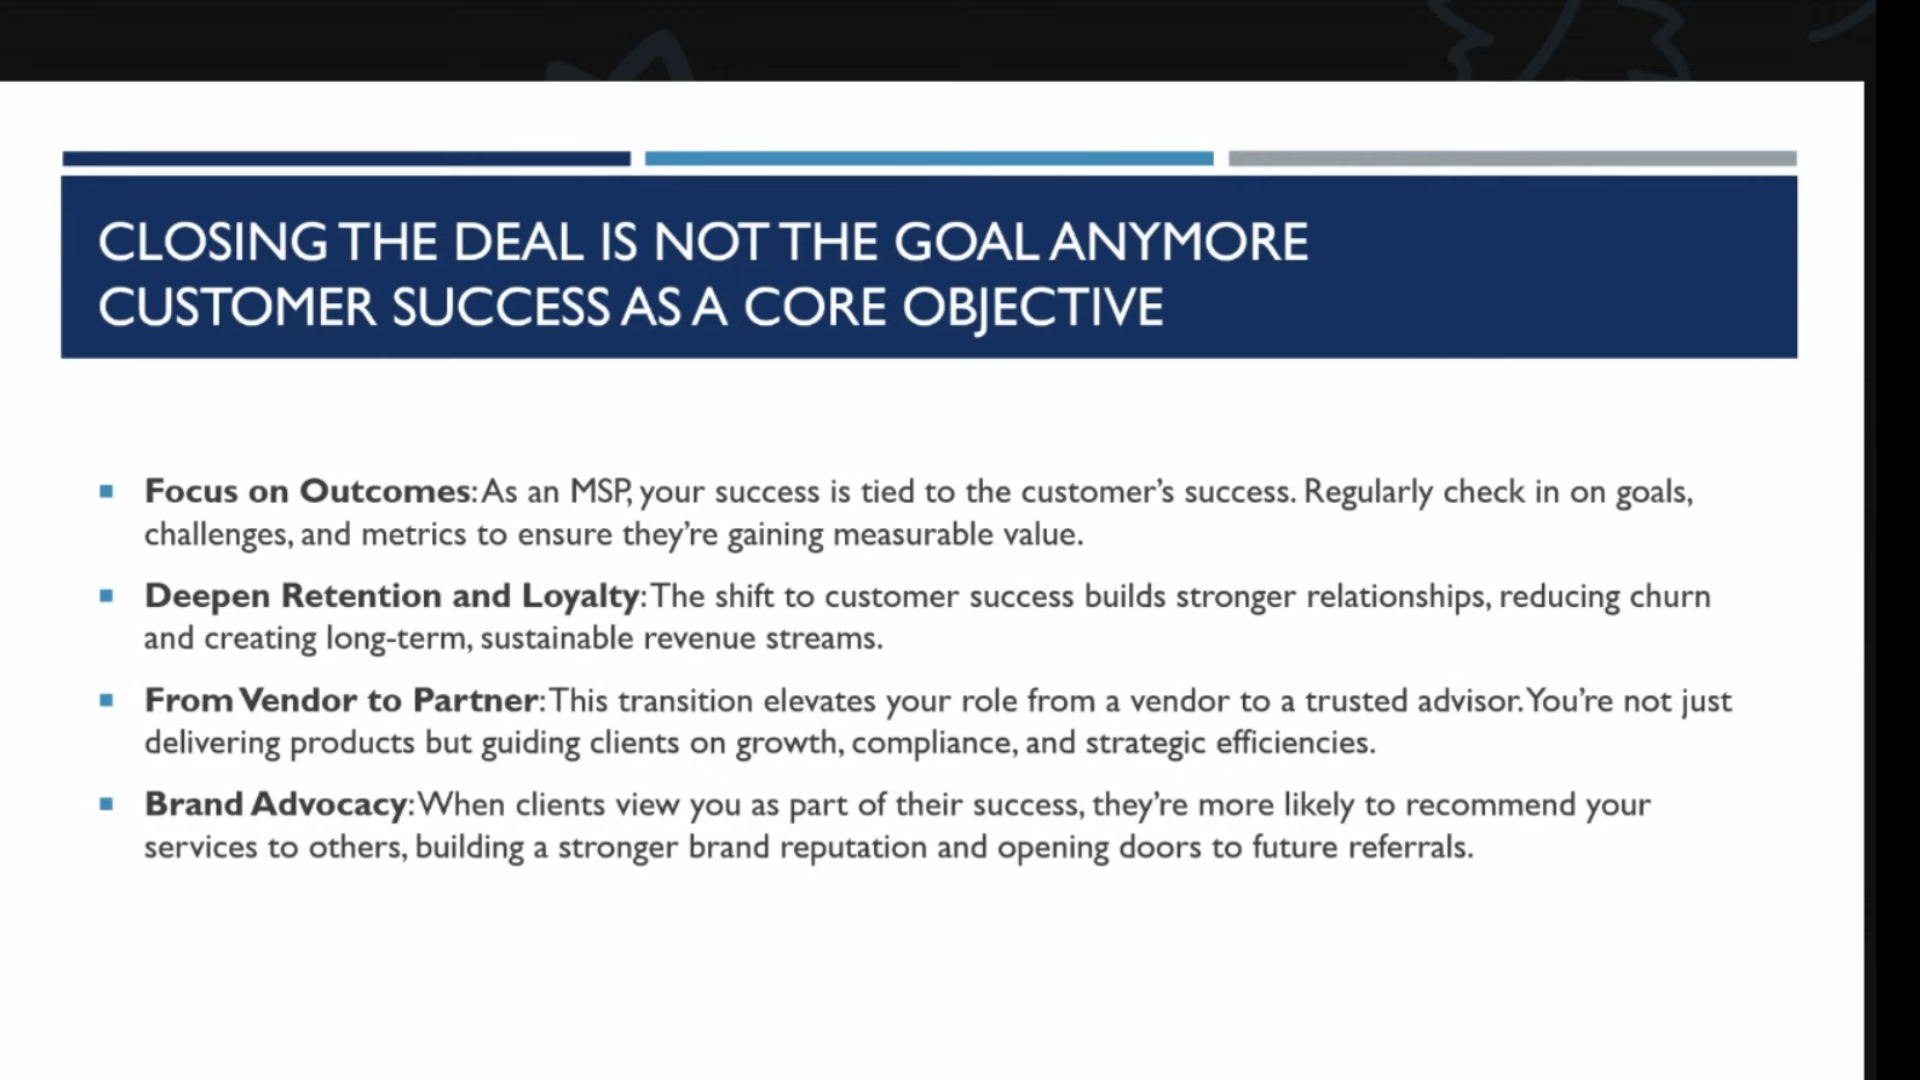 CLOSING THE DEAL IS NOT THE GOAL ANYMORE
CUSTOMER SUCCESS AS A CORE OBJECTIVE
Focus on Outcomes: As an MSP, your success is tied to the customer’s success. Regularly check in on goals,
challenges, and metrics to ensure they’re gaining measurable value.
Deepen Retention and Loyalty: The shift to customer success builds stronger relationships, reducing churn
and creating long-term, sustainable revenue streams.
From Vendor to Partner: This transition elevates your role from a vendor to a trusted advisor. You’re not just
delivering products but guiding clients on growth, compliance, and strategic efficiencies.
Brand Advocacy: When clients view you as part of their success, they’re more likely to recommend your
services to others, building a stronger brand reputation and opening doors to future referrals.